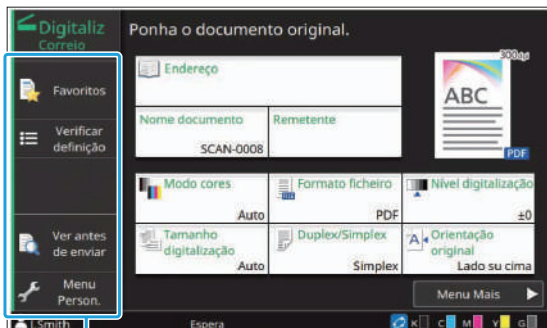 Digitaliz
Correio
Ponha o documento original.
Favoritos
Verificar
definição
Ver antes
de enviar
Menu
Person.
Endereço
Nome documento
SCAN-0008
Remetente
300dpi
ABC
PDF
Modo cores
Auto
Formato ficheiro
PDF
Nível digitalização
±0
Tamanho
digitalização
Auto
Duplex/Simplex
Simplex
Orientação
original
Lado su cima
Menu Mais
J.Smith
Espera
K
C
M
Y
G